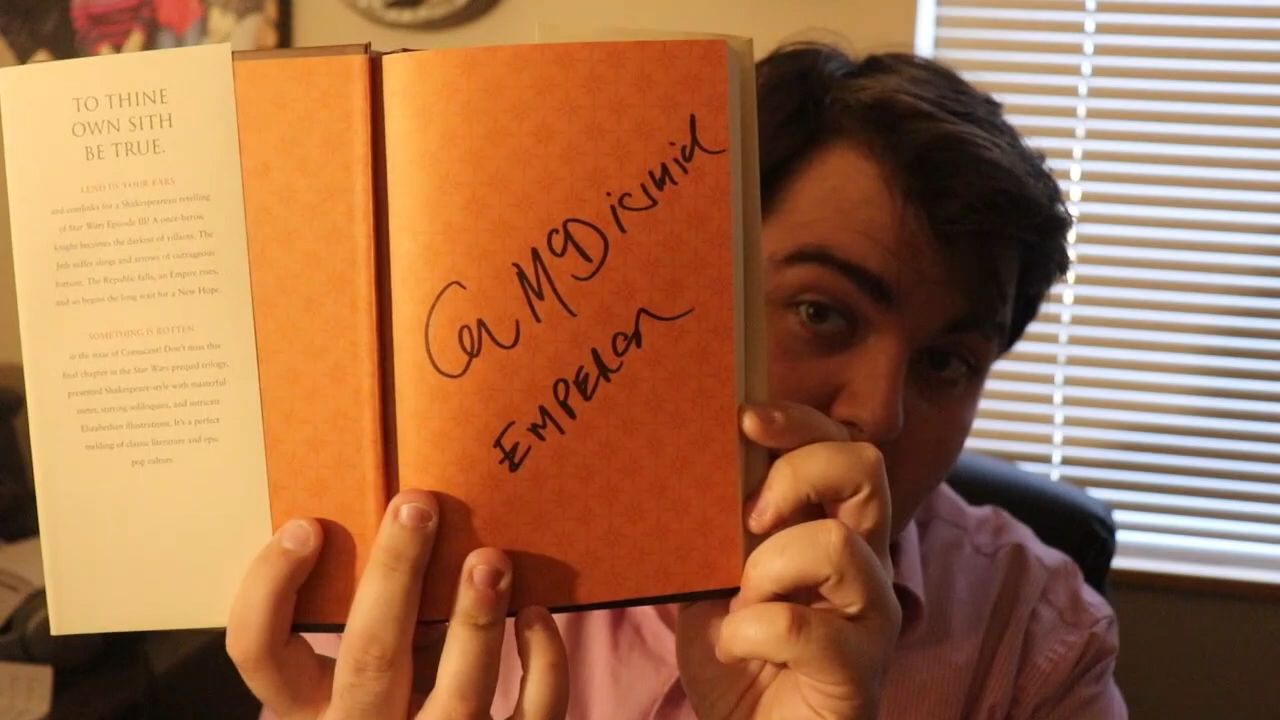 TO THINE
OWN SITH
BE TRUE.
LEND US YOUR EARS
and comlinks for a Shakespearean retelling
of Star Wars Episode III! A once-heroic
knight becomes the darkest of villains. The
Jedi suffer slings and arrows of outrageous
fortune. The Republic falls, an Empire rises,
and so begins the long wait for a New Hope.
SOMETHING IS ROTTEN
in the state of Coruscant! Don't miss this
final chapter in the Star Wars prequel trilogy,
presented Shakespeare-style with masterful
meter, stirring soliloquies, and intricate
Elizabethan illustrations. It's a perfect
melding of classic literature and epic
pop culture.
Ian McDiarmid
EMPEROR